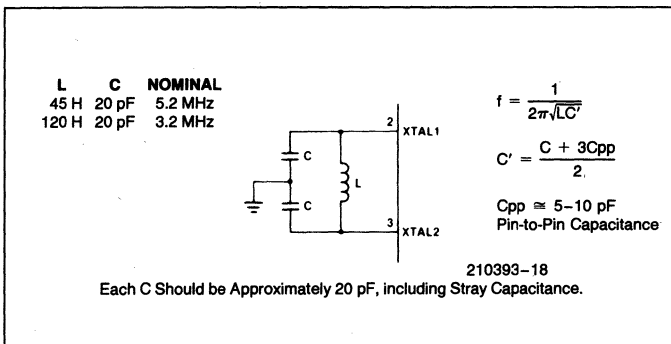 L C NOMINAL
45 H 20 pF 5.2 MHz
120 H 20 pF 3.2 MHz
2 XTAL1
C
L
C
3 XTAL2
f = 1 / 2π√LC′
C′ = C + 3Cpp / 2
Cpp ≅ 5–10 pF
Pin-to-Pin Capacitance
210393–18
Each C Should be Approximately 20 pF, including Stray Capacitance.